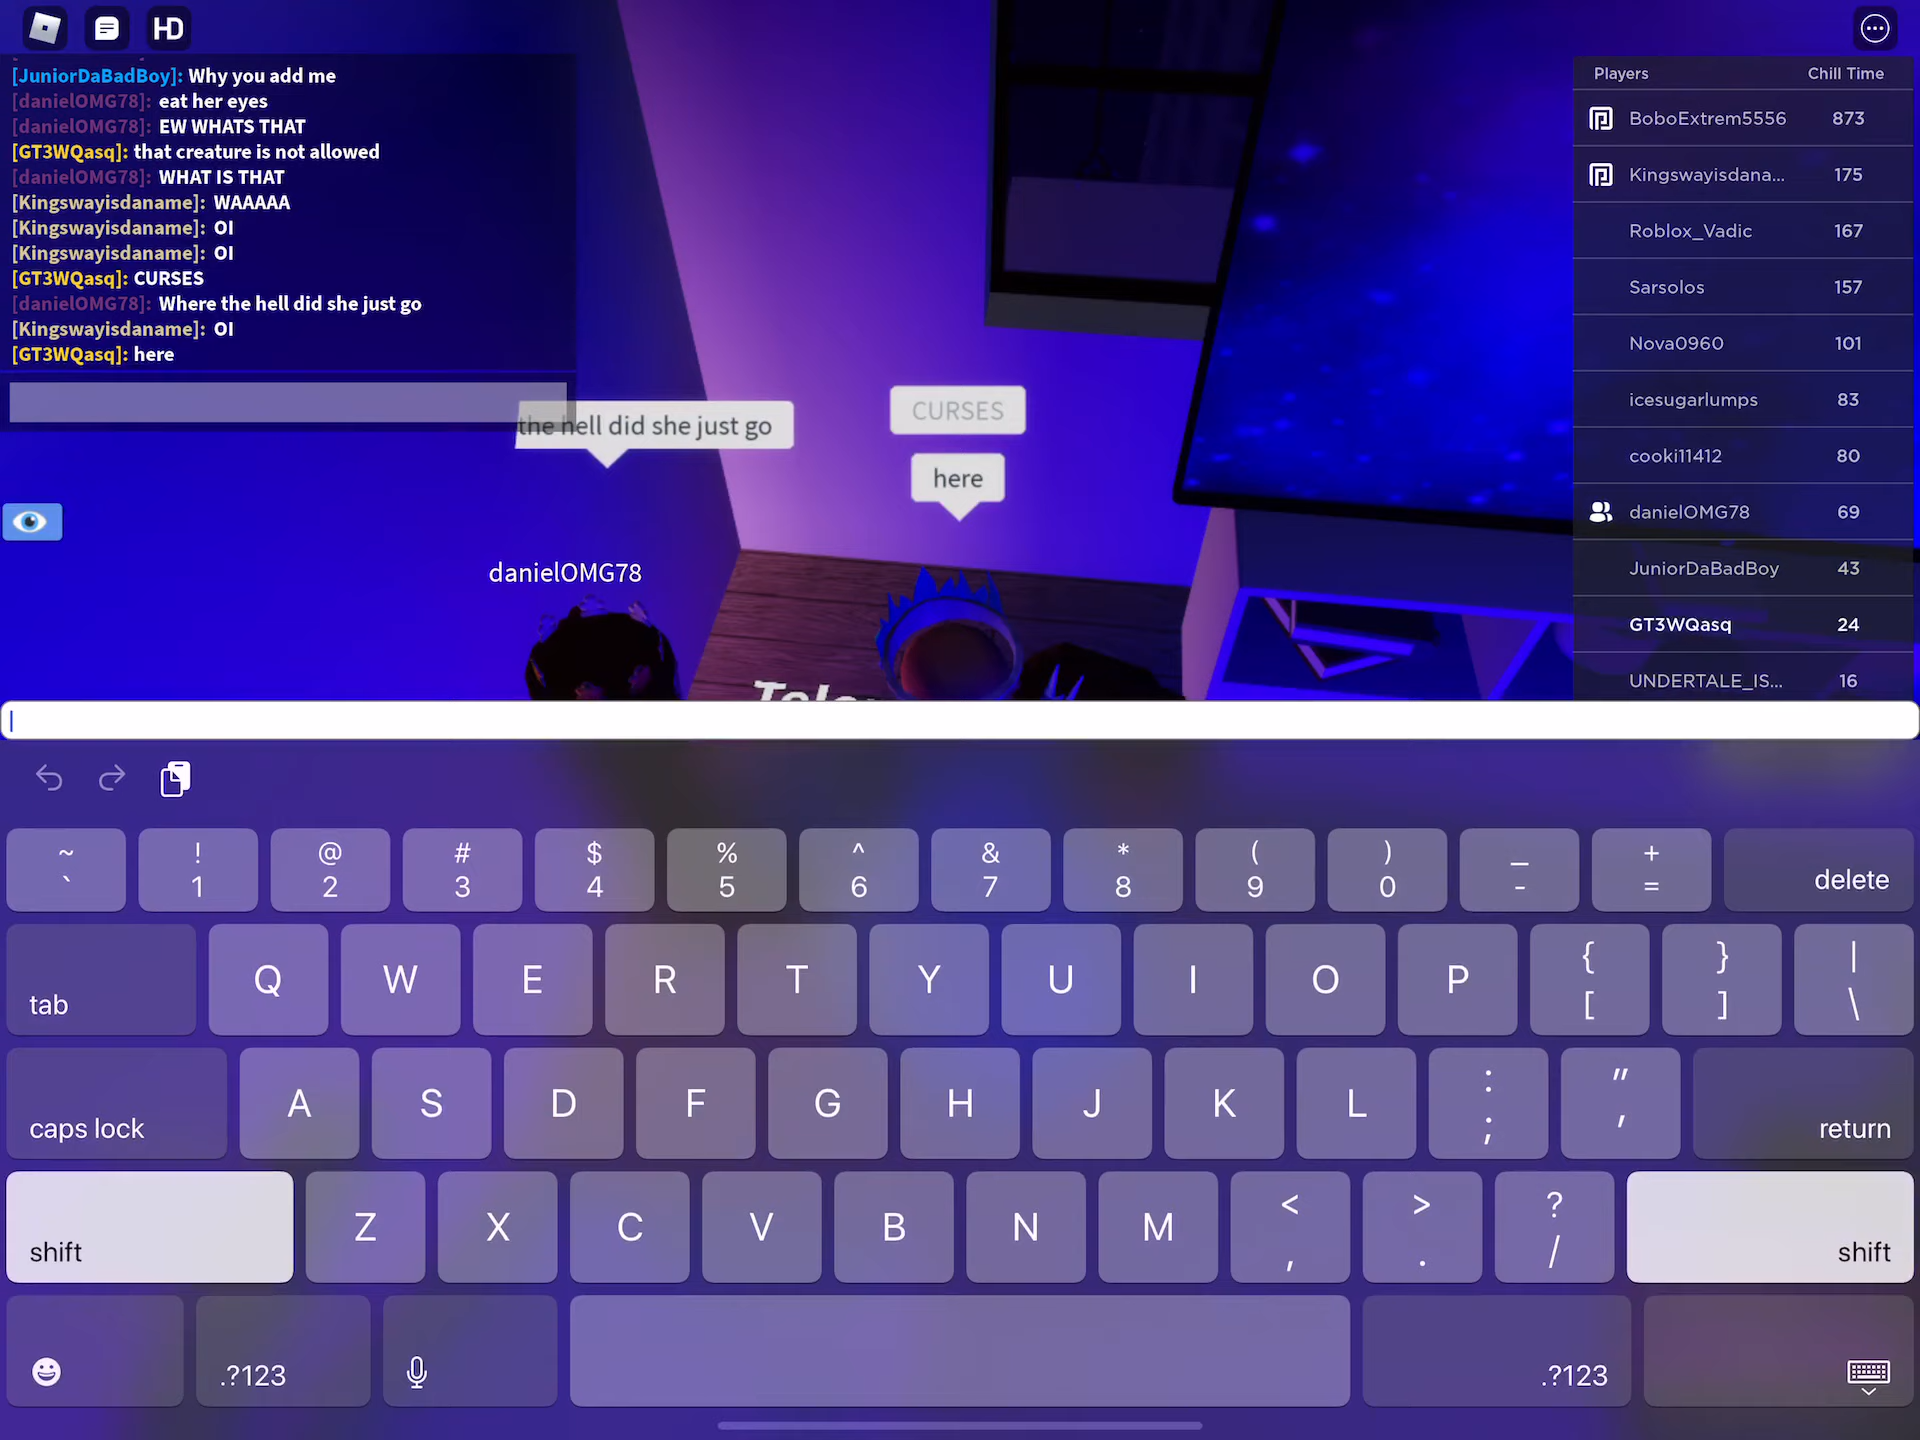 HD
[JuniorDaBadBoy]: Why you add me
[danielOMG78]: eat her eyes
[danielOMG78]: EW WHATS THAT
[GT3WQasq]: that creature is not allowed
[danielOMG78]: WHAT IS THAT
[Kingswayisdaname]: WAAAAA
[Kingswayisdaname]: OI
[Kingswayisdaname]: OI
[GT3WQasq]: CURSES
[danielOMG78]: Where the hell did she just go
[Kingswayisdaname]: OI
[GT3WQasq]: here
Players Chill Time
BoboExtrem5556 873
Kingswayisdana... 175
Roblox_Vadic 167
Sarsolos 157
Nova0960 101
icesugarlumps 83
cooki11412 80
danielOMG78 69
JuniorDaBadBoy 43
GT3WQasq 24
UNDERTALE_IS... 16
the hell did she just go
CURSES
here
danielOMG78
~ ! @ # $ % ^ & * ( ) _ +
` 1 2 3 4 5 6 7 8 9 0 - = delete
tab Q W E R T Y U I O P { } |
[ ] \
caps lock A S D F G H J K L : "
; ' return
shift Z X C V B N M < > ?
, . / shift
.?123 .?123